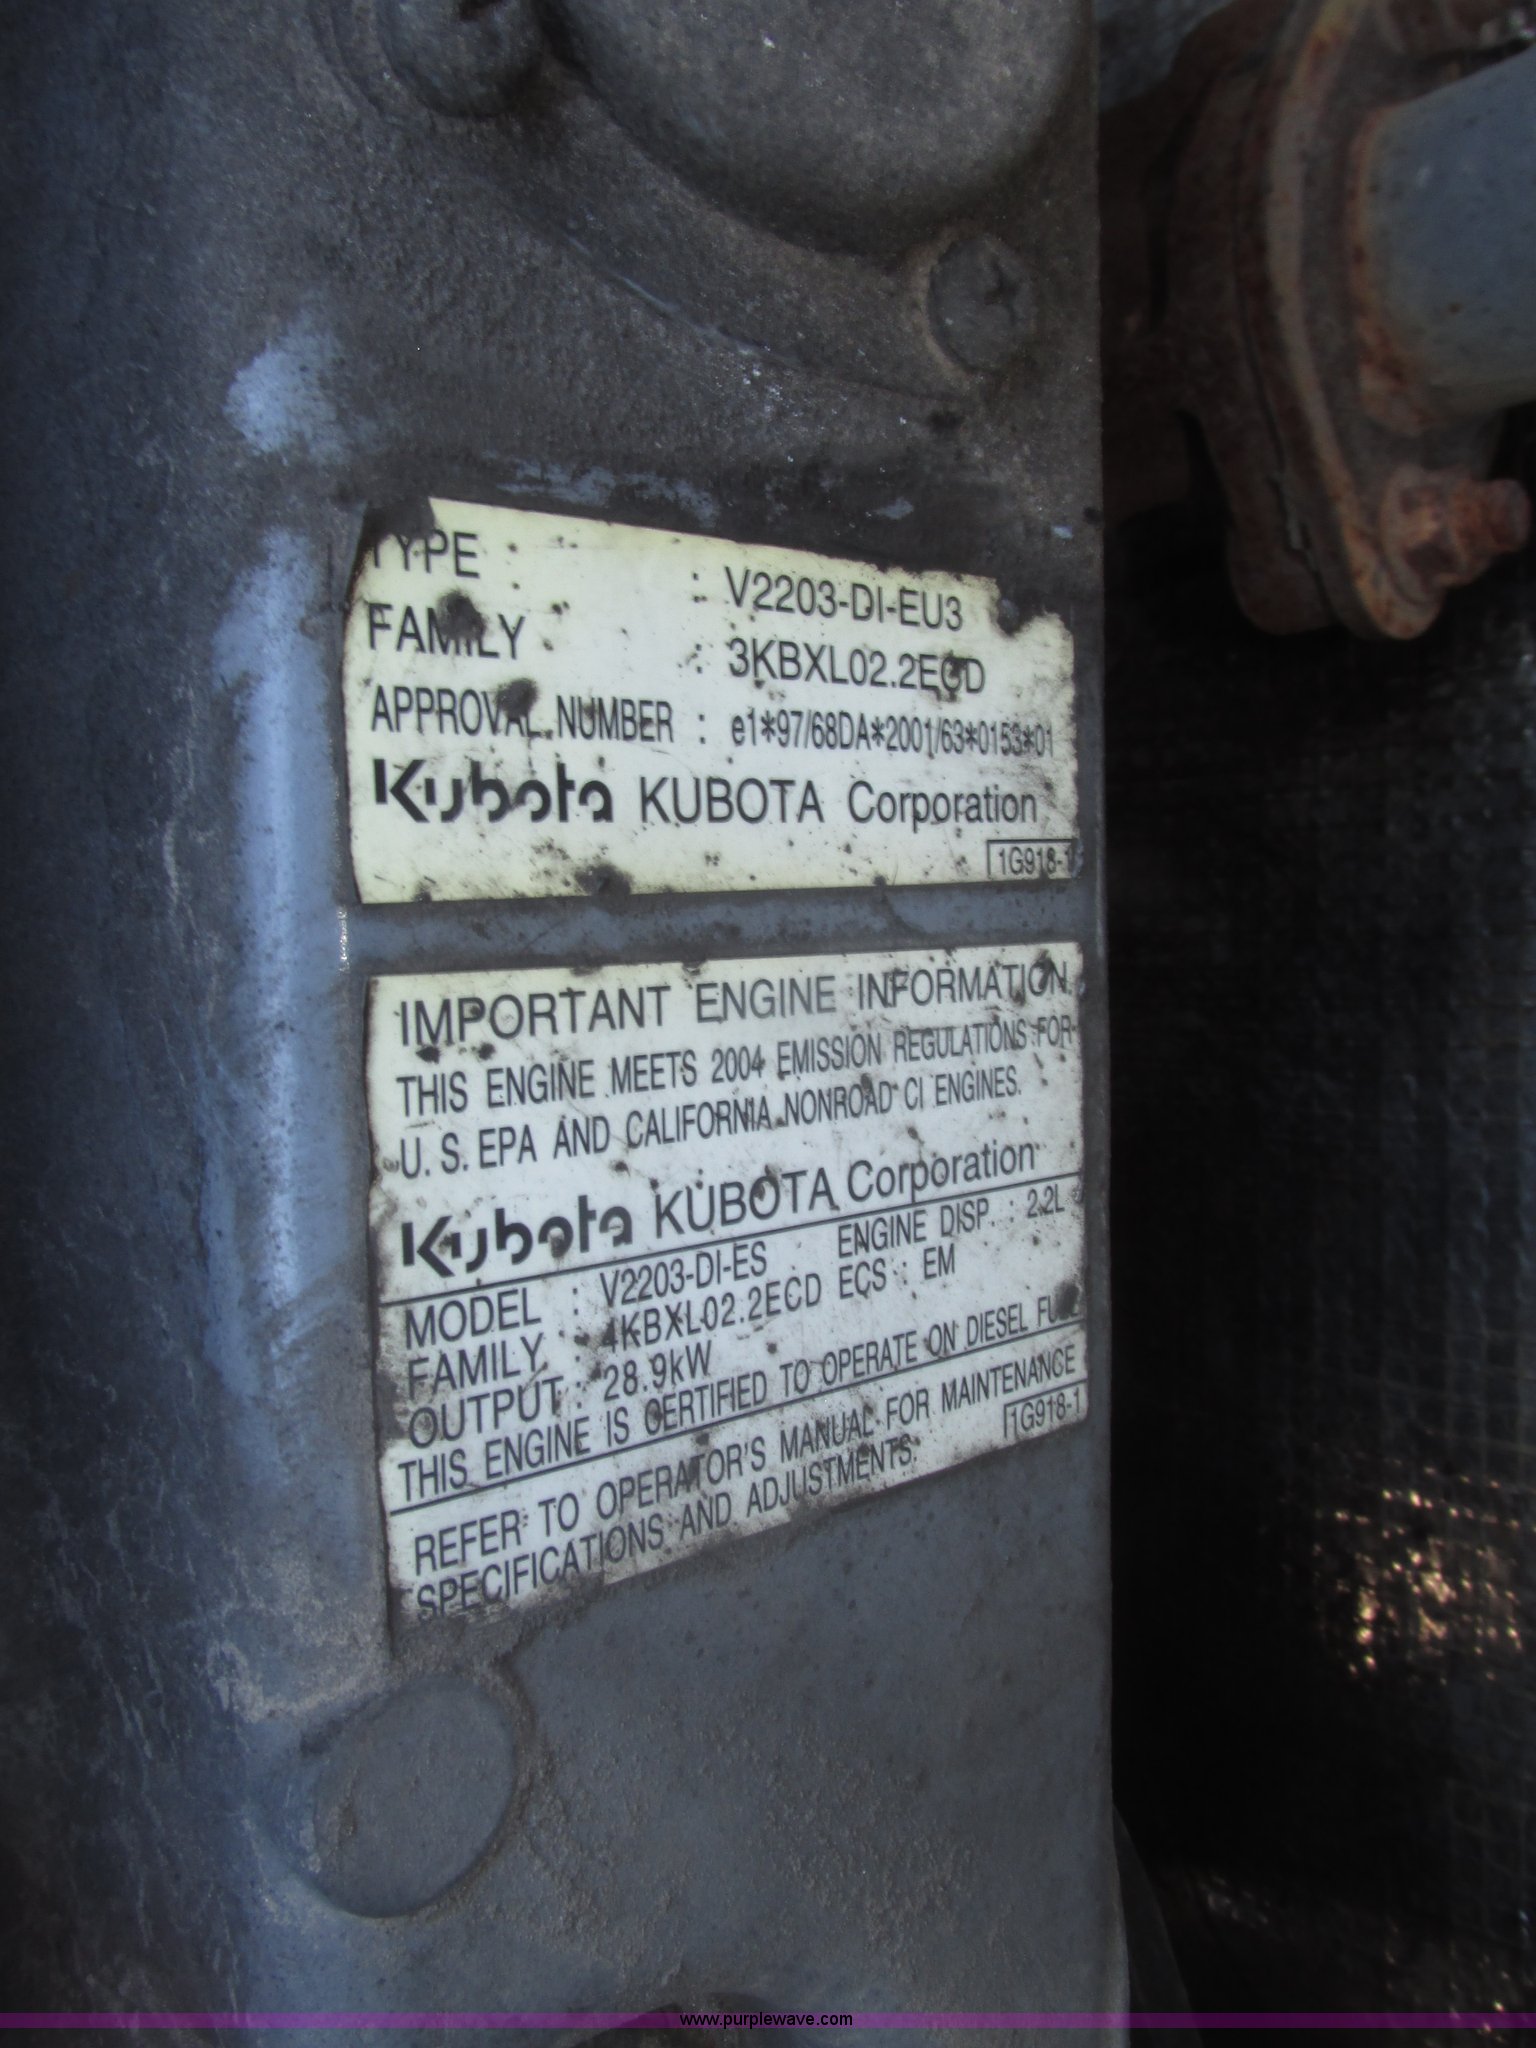 TYPE : V2203-DI-EU3
FAMILY : 3KBXL02.2ECD
APPROVAL NUMBER : e1*97/68DA*2001/63*0153*01
Kubota KUBOTA Corporation
1G918-1
IMPORTANT ENGINE INFORMATION
THIS ENGINE MEETS 2004 EMISSION REGULATIONS FOR
U. S. EPA AND CALIFORNIA NONROAD CI ENGINES.
Kubota KUBOTA Corporation
MODEL : V2203-DI-ES ENGINE DISP. : 2.2L
FAMILY : 4KBXL02.2ECD ECS : EM
OUTPUT : 28.9kW
THIS ENGINE IS CERTIFIED TO OPERATE ON DIESEL FUEL
REFER TO OPERATOR'S MANUAL FOR MAINTENANCE
SPECIFICATIONS AND ADJUSTMENTS.
1G918-1
www.purplewave.com